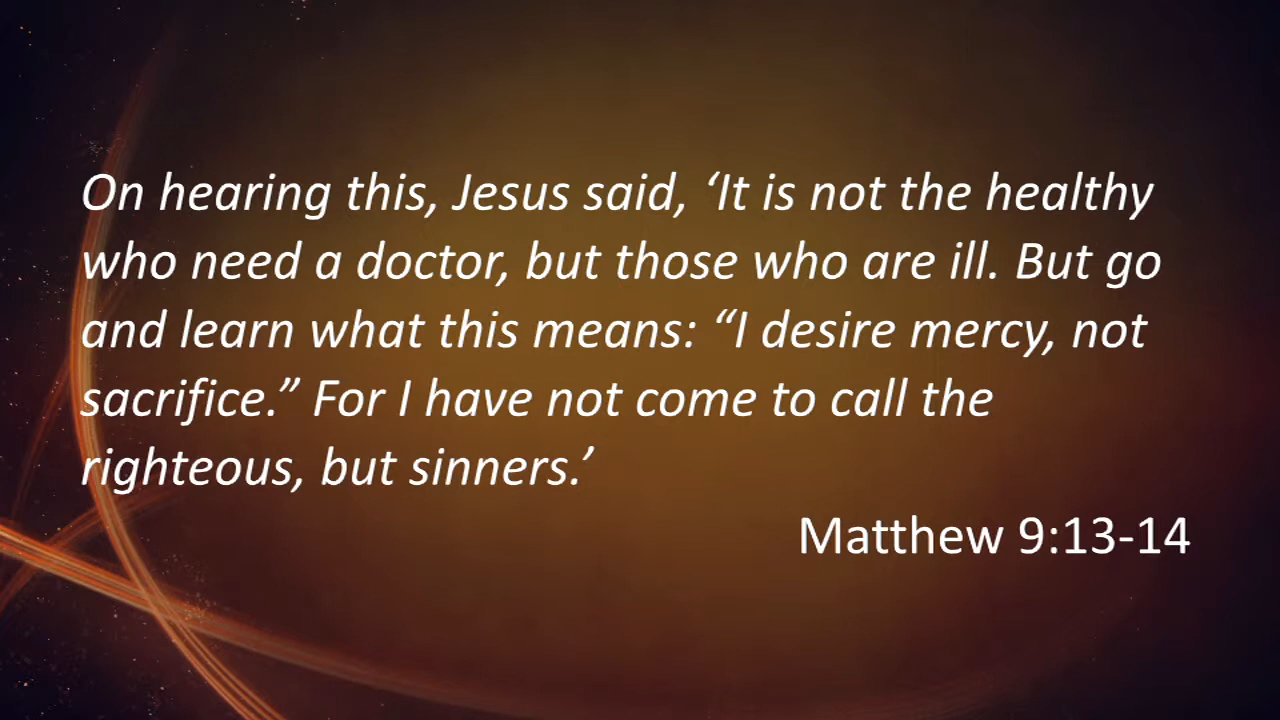 On hearing this, Jesus said, ‘It is not the healthy
who need a doctor, but those who are ill. But go
and learn what this means: “I desire mercy, not
sacrifice.” For I have not come to call the
righteous, but sinners.’
Matthew 9:13-14